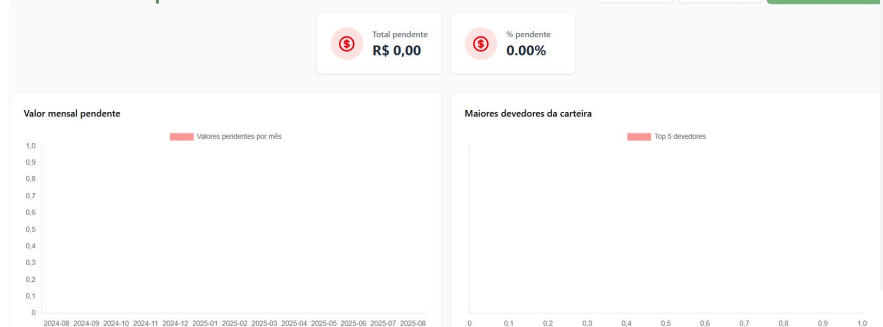 Total pendente
R$ 0,00
% pendente
0.00%
Valor mensal pendente
Valores pendentes por mês
1,0
0,9
0,8
0,7
0,6
0,5
0,4
0,3
0,2
0,1
0
2024-08 2024-09 2024-10 2024-11 2024-12 2025-01 2025-02 2025-03 2025-04 2025-05 2025-06 2025-07 2025-08
Maiores devedores da carteira
Top 5 devedores
0 0,1 0,2 0,3 0,4 0,5 0,6 0,7 0,8 0,9 1,0